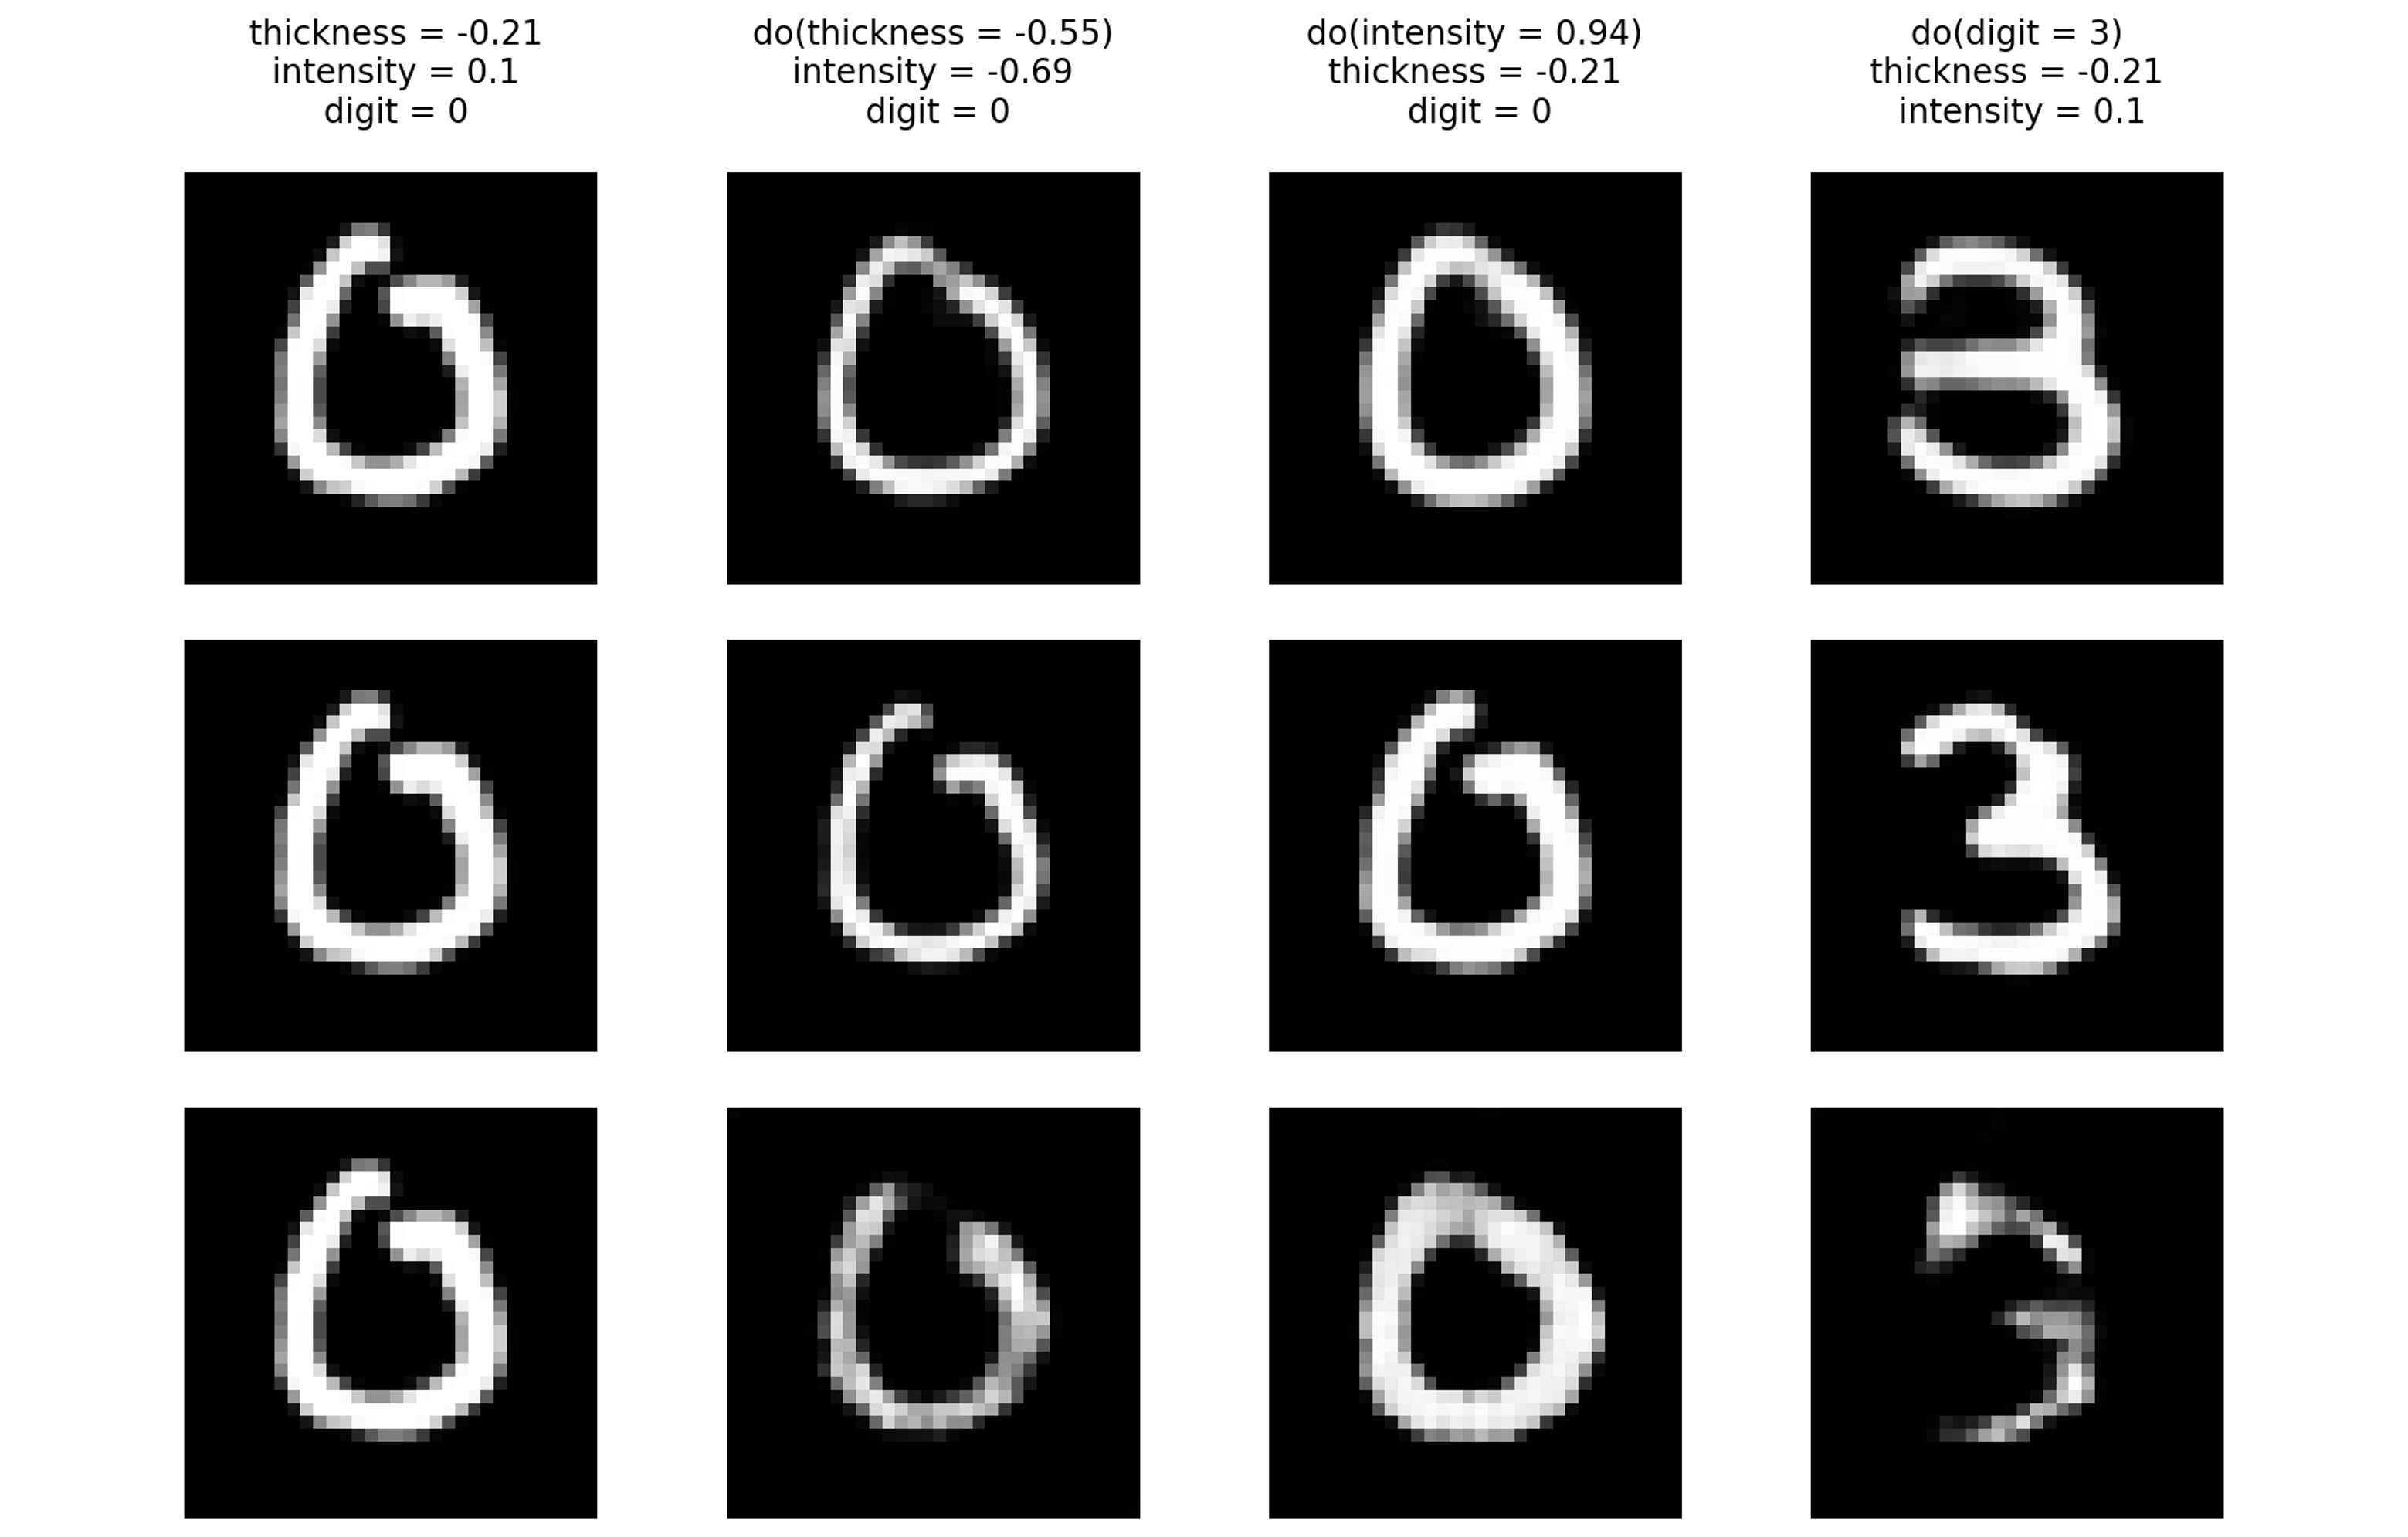 thickness = -0.21
intensity = 0.1
digit = 0
do(thickness = -0.55)
intensity = -0.69
digit = 0
do(intensity = 0.94)
thickness = -0.21
digit = 0
do(digit = 3)
thickness = -0.21
intensity = 0.1